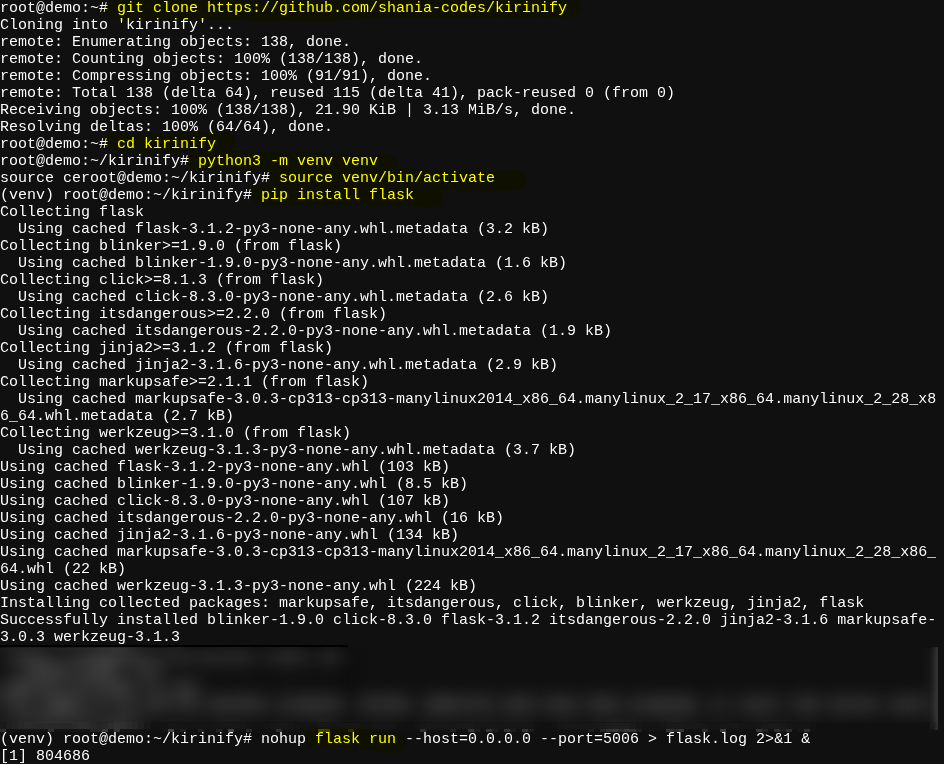 root@demo:~# git clone https://github.com/shania-codes/kirinify
Cloning into 'kirinify'...
remote: Enumerating objects: 138, done.
remote: Counting objects: 100% (138/138), done.
remote: Compressing objects: 100% (91/91), done.
remote: Total 138 (delta 64), reused 115 (delta 41), pack-reused 0 (from 0)
Receiving objects: 100% (138/138), 21.90 KiB | 3.13 MiB/s, done.
Resolving deltas: 100% (64/64), done.
root@demo:~# cd kirinify
root@demo:~/kirinify# python3 -m venv venv
source ceroot@demo:~/kirinify# source venv/bin/activate
(venv) root@demo:~/kirinify# pip install flask
Collecting flask
  Using cached flask-3.1.2-py3-none-any.whl.metadata (3.2 kB)
Collecting blinker>=1.9.0 (from flask)
  Using cached blinker-1.9.0-py3-none-any.whl.metadata (1.6 kB)
Collecting click>=8.1.3 (from flask)
  Using cached click-8.3.0-py3-none-any.whl.metadata (2.6 kB)
Collecting itsdangerous>=2.2.0 (from flask)
  Using cached itsdangerous-2.2.0-py3-none-any.whl.metadata (1.9 kB)
Collecting jinja2>=3.1.2 (from flask)
  Using cached jinja2-3.1.6-py3-none-any.whl.metadata (2.9 kB)
Collecting markupsafe>=2.1.1 (from flask)
  Using cached markupsafe-3.0.3-cp313-cp313-manylinux2014_x86_64.manylinux_2_17_x86_64.manylinux_2_28_x8
6_64.whl.metadata (2.7 kB)
Collecting werkzeug>=3.1.0 (from flask)
  Using cached werkzeug-3.1.3-py3-none-any.whl.metadata (3.7 kB)
Using cached flask-3.1.2-py3-none-any.whl (103 kB)
Using cached blinker-1.9.0-py3-none-any.whl (8.5 kB)
Using cached click-8.3.0-py3-none-any.whl (107 kB)
Using cached itsdangerous-2.2.0-py3-none-any.whl (16 kB)
Using cached jinja2-3.1.6-py3-none-any.whl (134 kB)
Using cached markupsafe-3.0.3-cp313-cp313-manylinux2014_x86_64.manylinux_2_17_x86_64.manylinux_2_28_x86_
64.whl (22 kB)
Using cached werkzeug-3.1.3-py3-none-any.whl (224 kB)
Installing collected packages: markupsafe, itsdangerous, click, blinker, werkzeug, jinja2, flask
Successfully installed blinker-1.9.0 click-8.3.0 flask-3.1.2 itsdangerous-2.2.0 jinja2-3.1.6 markupsafe-
3.0.3 werkzeug-3.1.3
(venv) root@demo:~/kirinify# nohup flask run --host=0.0.0.0 --port=5006 > flask.log 2>&1 &
[1] 804686